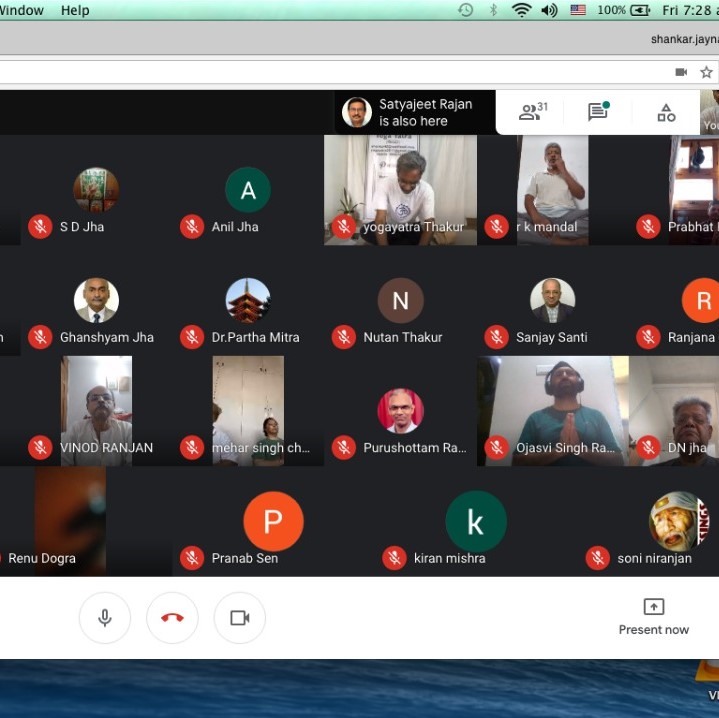 Window Help 100% Fri 7:28
shankar.jayna
Satyajeet Rajan
is also here
31
You
S D Jha
A
Anil Jha
yogayatra Thakur
r k mandal
Prabhat
Ghanshyam Jha
Dr.Partha Mitra
N
Nutan Thakur
Sanjay Santi
R
Ranjana
VINOD RANJAN
mehar singh ch...
Purushottam Ra...
Ojasvi Singh Ra...
DN jha
Renu Dogra
P
Pranab Sen
k
kiran mishra
soni niranjan
Present now